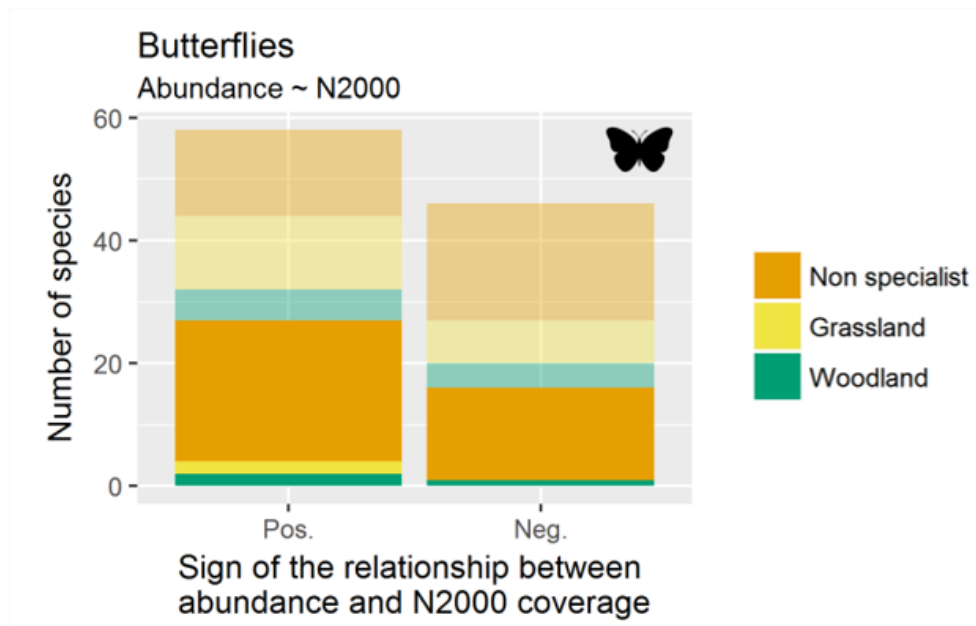 Butterflies
Abundance ~ N2000
60
40
20
0
Number of species
Pos.
Neg.
Sign of the relationship between
abundance and N2000 coverage
Non specialist
Grassland
Woodland